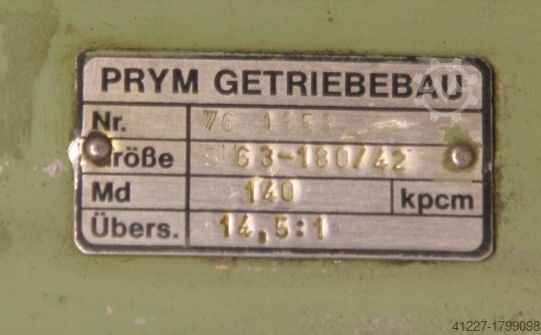 PRYM GETRIEBEBAU
Nr.
Größe 63-180/42
Md 140 kpcm
Übers. 14,5:1
41227-1799098